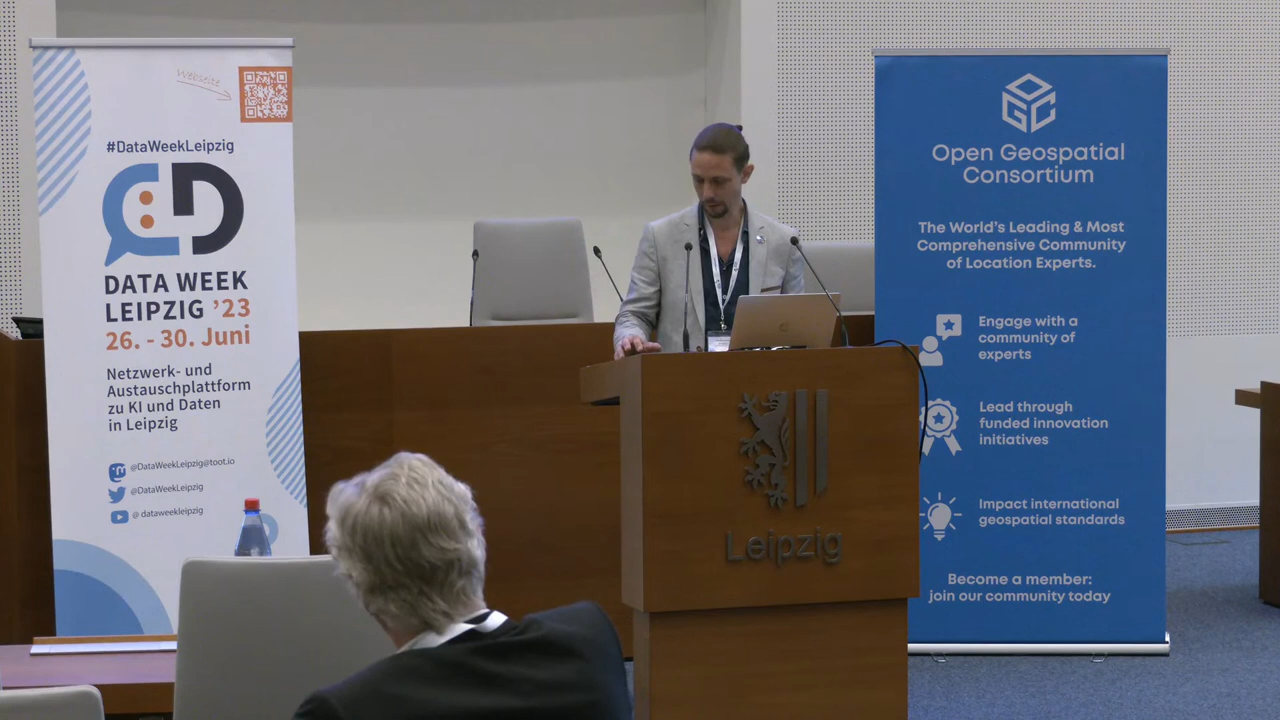 Webseite
#DataWeekLeipzig
DATA WEEK
LEIPZIG '23
26. - 30. Juni
Netzwerk- und
Austauschplattform
zu KI und Daten
in Leipzig
@DataWeekLeipzig@toot.io
@DataWeekLeipzig
@ dataweekleipzig
Leipzig
OGC
Open Geospatial
Consortium
The World's Leading & Most
Comprehensive Community
of Location Experts.
Engage with a
community of
experts
Lead through
funded innovation
initiatives
Impact international
geospatial standards
Become a member:
join our community today